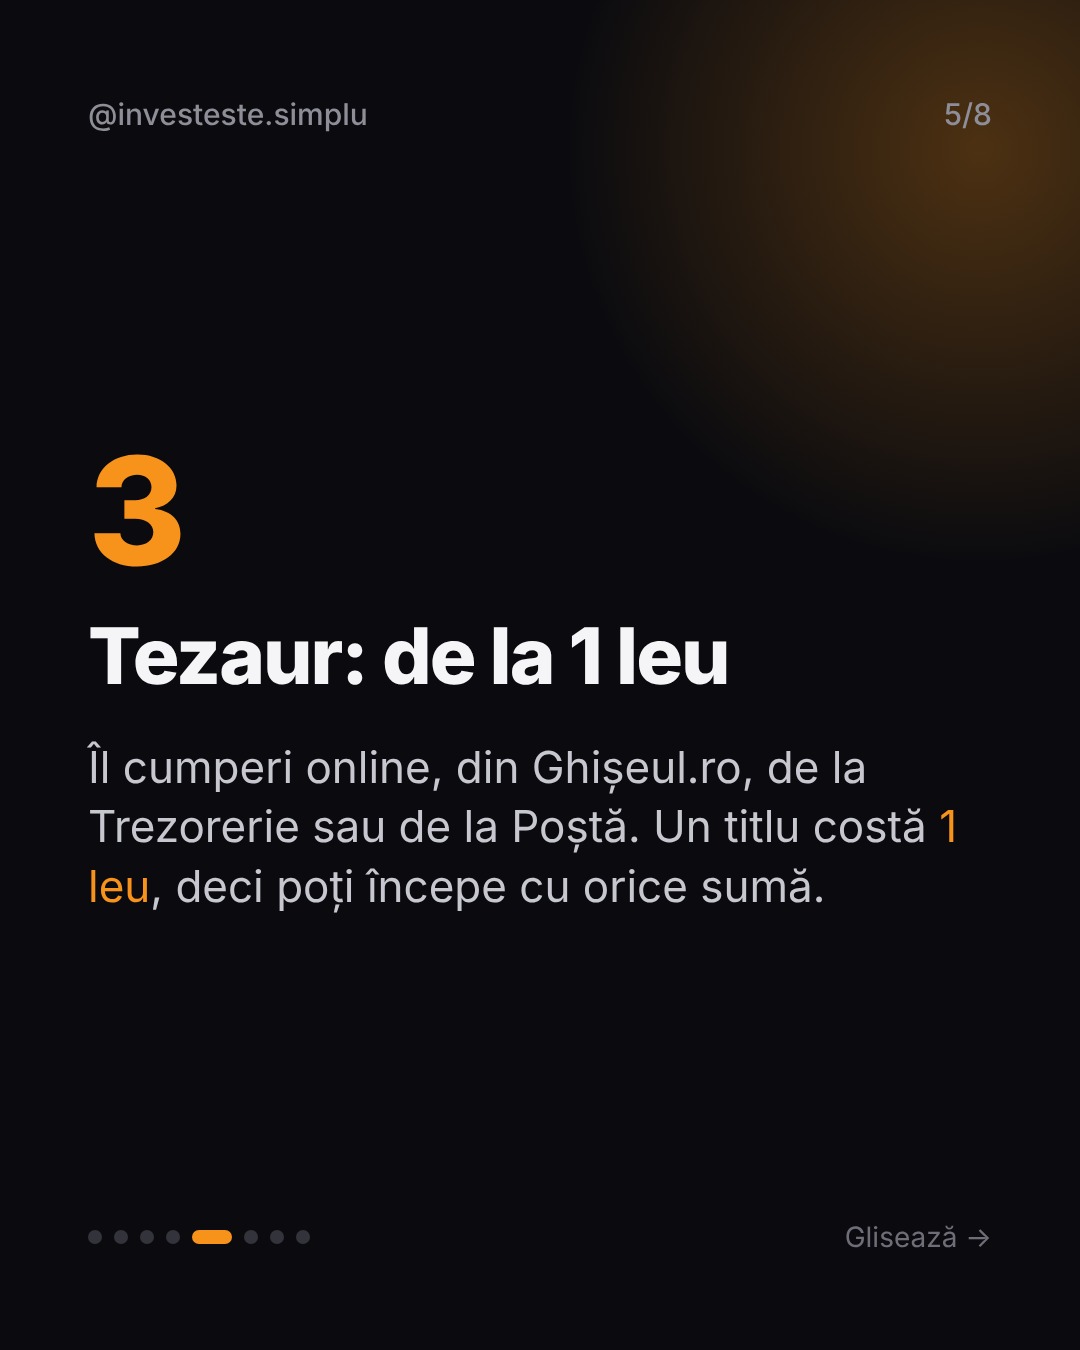 @investeste.simplu
5/8
3
Tezaur: de la 1 leu
Îl cumperi online, din Ghișeul.ro, de la
Trezorerie sau de la Poștă. Un titlu costă 1
leu, deci poți începe cu orice sumă.
Glisează →